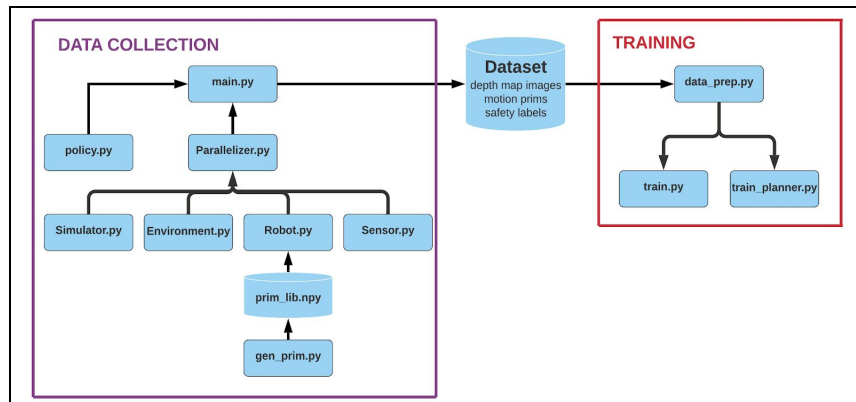 DATA COLLECTION
main.py
policy.py
Parallelizer.py
Simulator.py
Environment.py
Robot.py
Sensor.py
prim_lib.npy
gen_prim.py
Dataset
depth map images
motion prims
safety labels
TRAINING
data_prep.py
train.py
train_planner.py